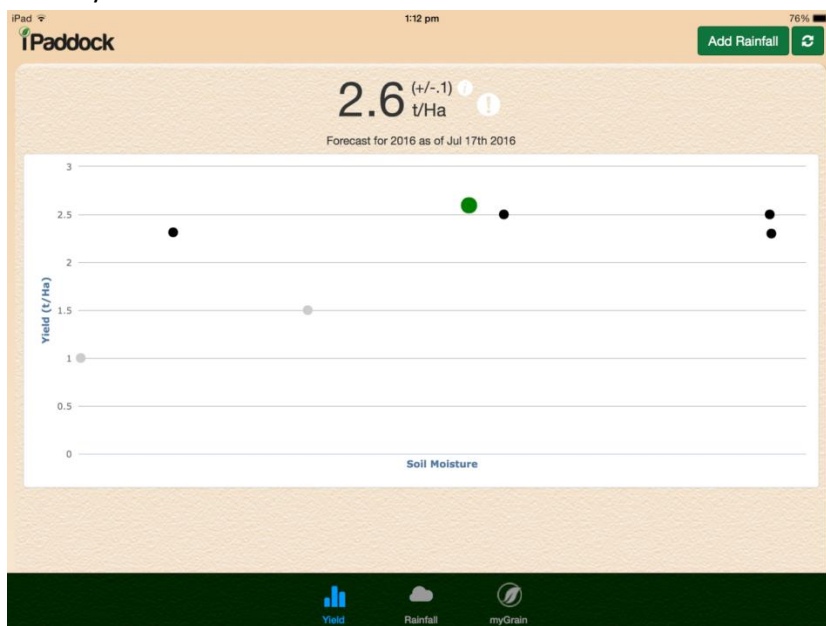 iPad 1:12 pm 76%
iPaddock Add Rainfall
2.6 (+/-.1) i !
t/Ha
Forecast for 2016 as of Jul 17th 2016
3
2.5
2
Yield (t/Ha)
1.5
1
0.5
0
Soil Moisture
Yield Rainfall myGrain